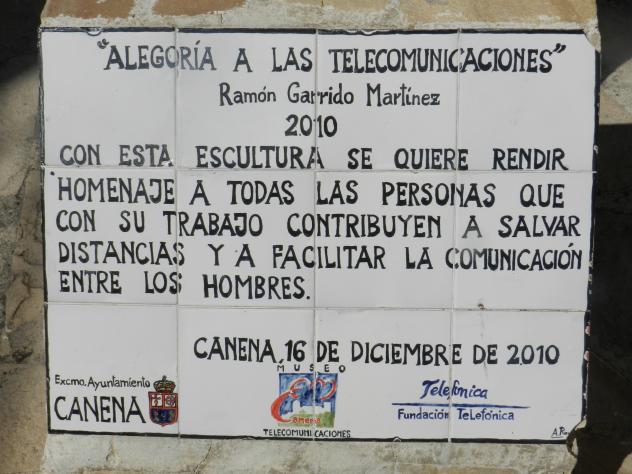 "ALEGORÍA A LAS TELECOMUNICACIONES"
Ramón Garrido Martínez
2010
CON ESTA ESCULTURA SE QUIERE RENDIR
HOMENAJE A TODAS LAS PERSONAS QUE
CON SU TRABAJO CONTRIBUYEN A SALVAR
DISTANCIAS Y A FACILITAR LA COMUNICACIÓN
ENTRE LOS HOMBRES.
CANENA, 16 DE DICIEMBRE DE 2010
Excmo. Ayuntamiento
CANENA
MUSEO
Canena
TELECOMUNICACIONES
Telefónica
Fundación Telefónica